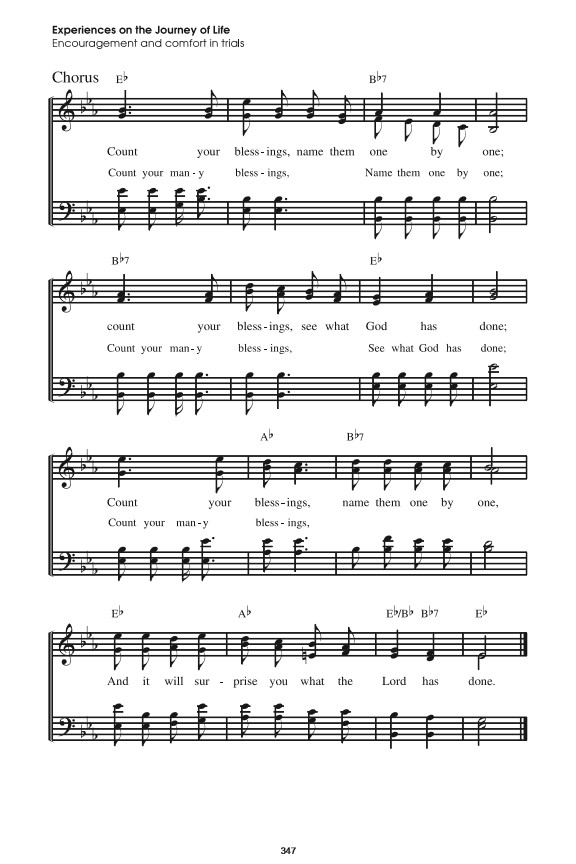 Experiences on the Journey of Life
Encouragement and comfort in trials
Chorus E♭ B♭7
Count your bless - ings, name them one by one;
Count your man - y bless - ings, Name them one by one;
B♭7 E♭
count your bless - ings, see what God has done;
Count your man - y bless - ings, See what God has done;
A♭ B♭7
Count your bless - ings, name them one by one,
Count your man - y bless - ings,
E♭ A♭ E♭/B♭ B♭7 E♭
And it will sur - prise you what the Lord has done.
347